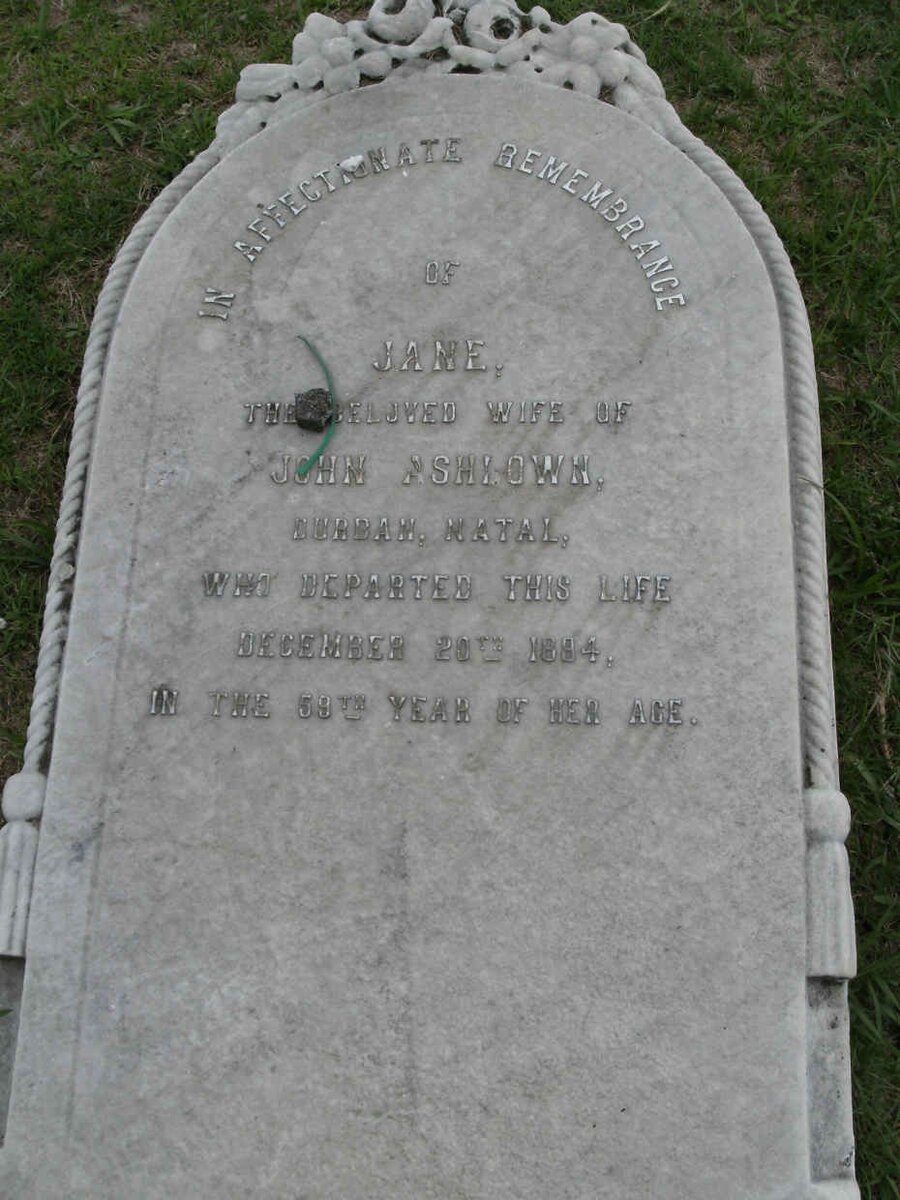 IN AFFECTIONATE REMEMBRANCE
OF
JANE,
THE BELOVED WIFE OF
JOHN ASHLOWN,
DURBAN, NATAL,
WHO DEPARTED THIS LIFE
DECEMBER 20TH 1894,
IN THE 59TH YEAR OF HER AGE.